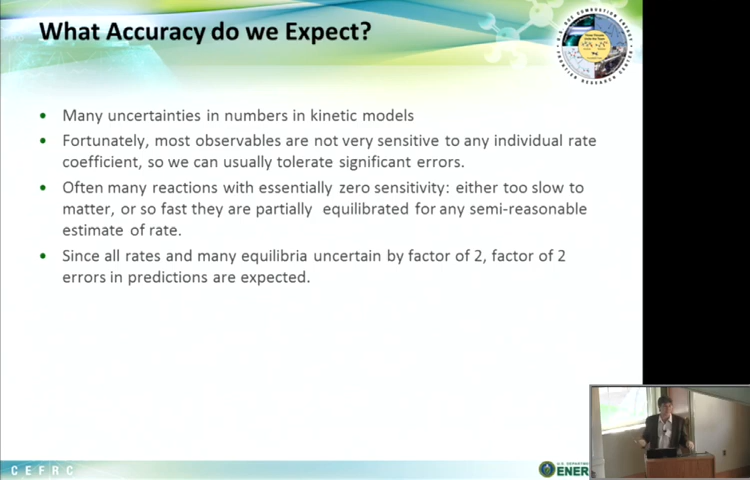 What Accuracy do we Expect?
• Many uncertainties in numbers in kinetic models
• Fortunately, most observables are not very sensitive to any individual rate
coefficient, so we can usually tolerate significant errors.
• Often many reactions with essentially zero sensitivity: either too slow to
matter, or so fast they are partially equilibrated for any semi-reasonable
estimate of rate.
• Since all rates and many equilibria uncertain by factor of 2, factor of 2
errors in predictions are expected.
CEFRC
U.S. DEPARTMENT
ENER